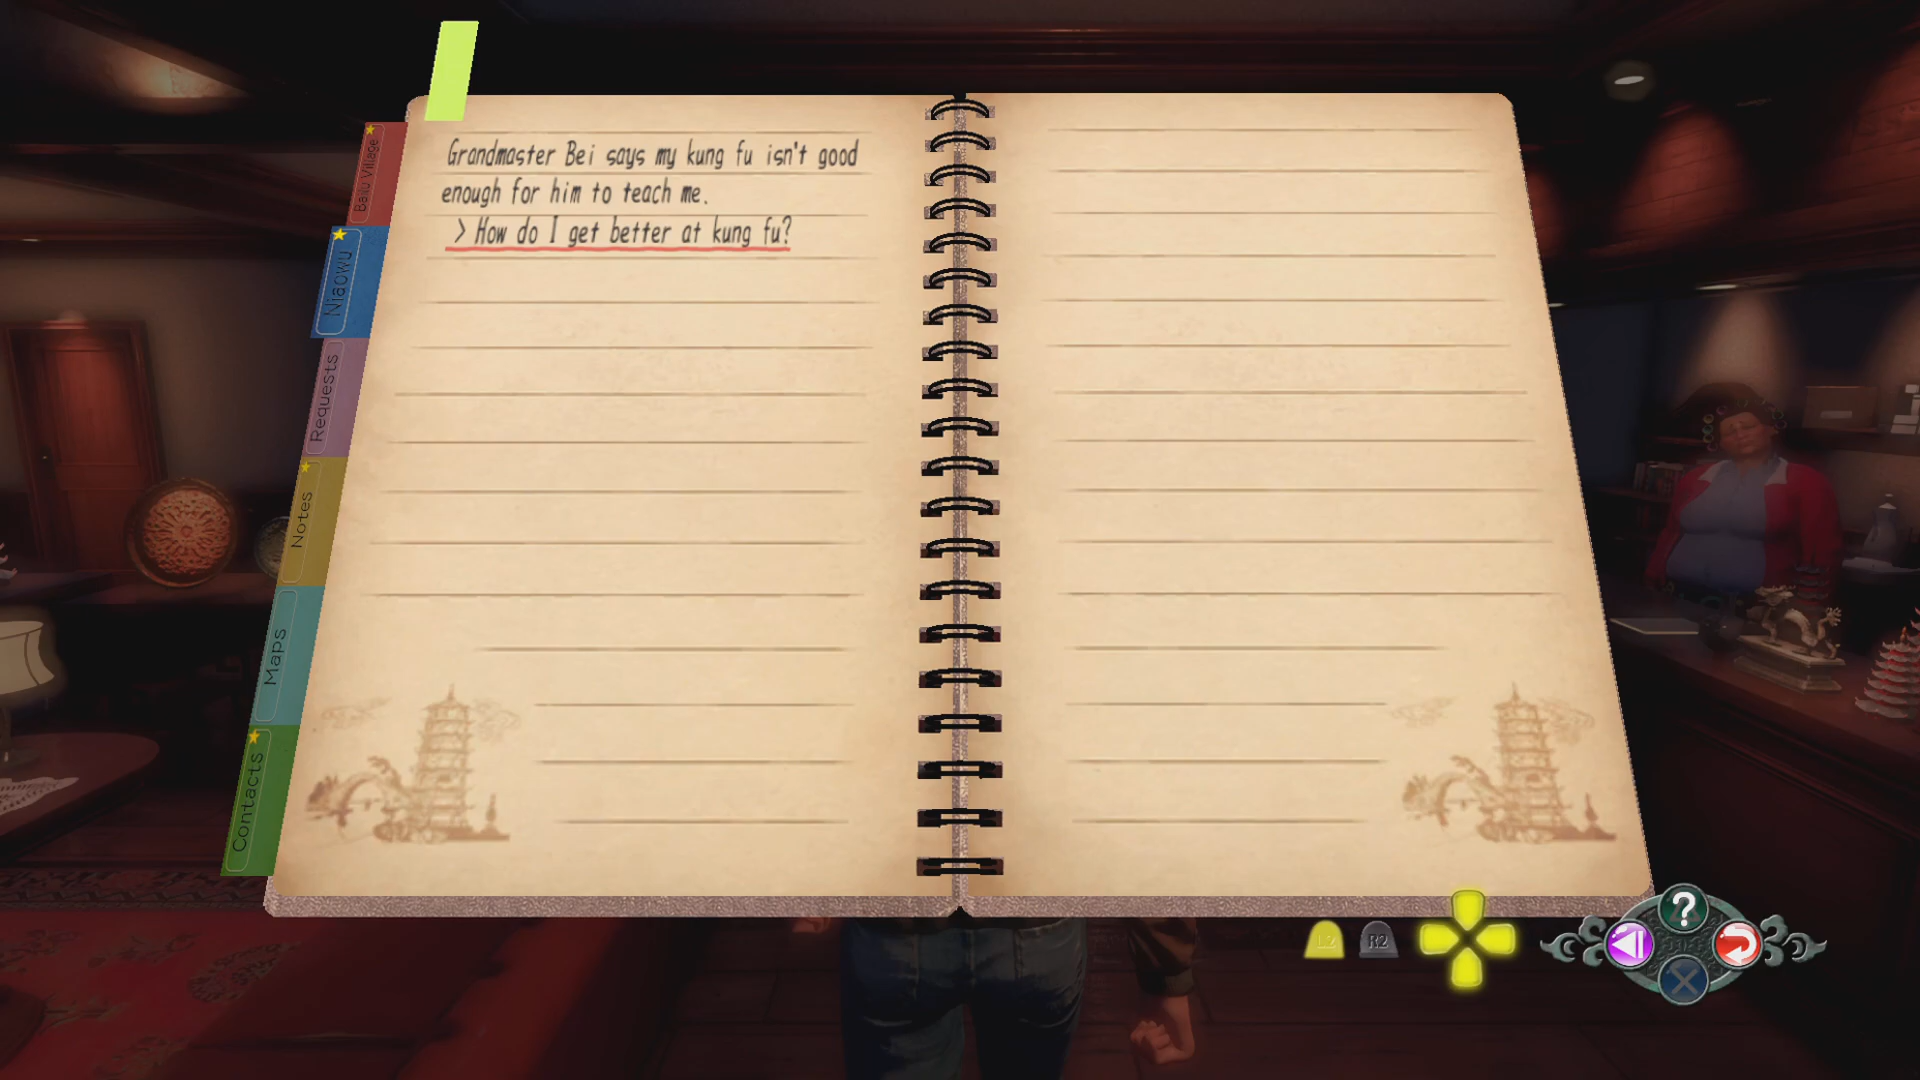 Grandmaster Bei says my kung fu isn't good
enough for him to teach me.
> How do I get better at kung fu?
Bailu Village
Niaowu
Requests
Notes
Maps
Contacts
L2
R2
?